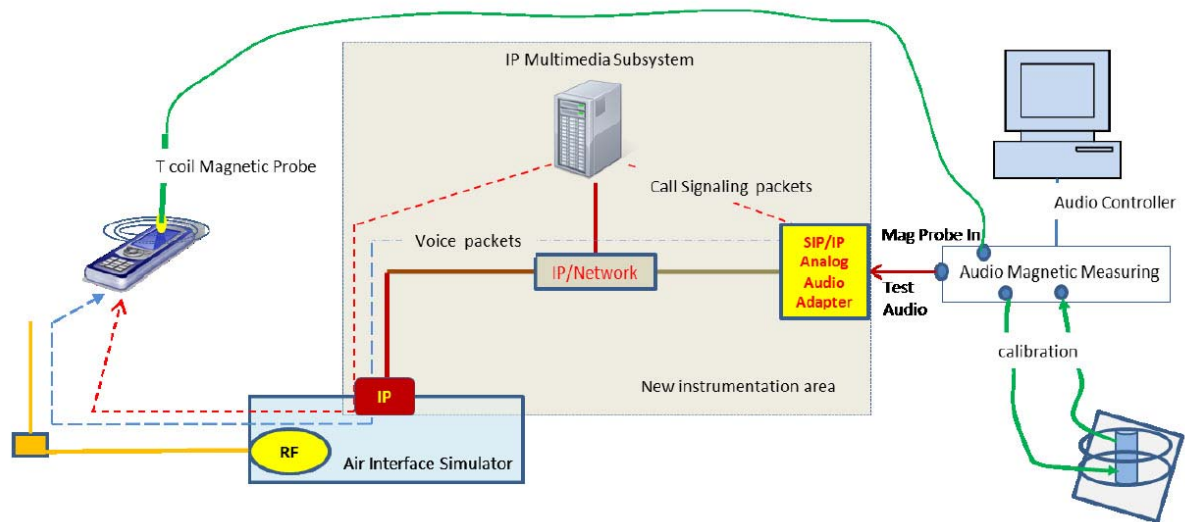 IP Multimedia Subsystem
T coil Magnetic Probe
Call Signaling packets
Audio Controller
Voice packets
SIP/IP
Analog
Audio
Adapter
Mag Probe In
IP/Network
Audio Magnetic Measuring
Test
Audio
calibration
New instrumentation area
IP
RF
Air Interface Simulator